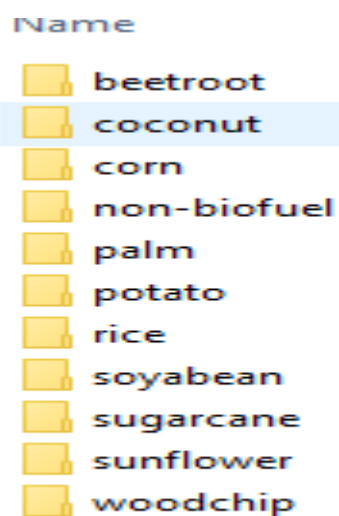 Name
beetroot
coconut
corn
non-biofuel
palm
potato
rice
soyabean
sugarcane
sunflower
woodchip